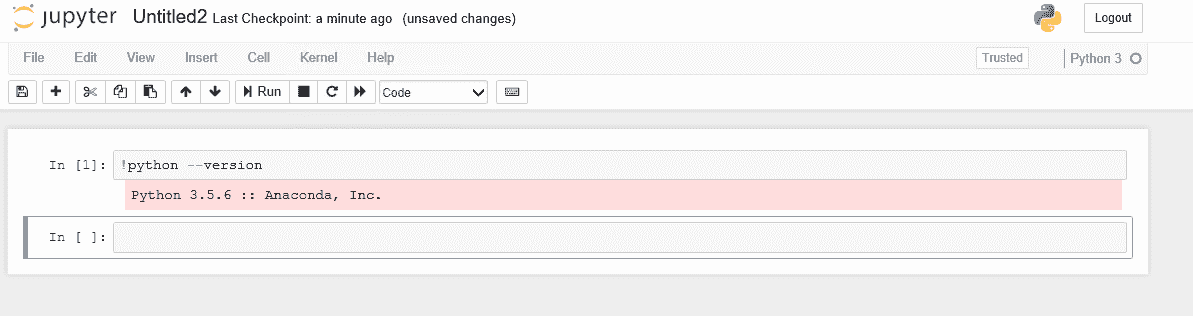 jupyter Untitled2 Last Checkpoint: a minute ago (unsaved changes)
Logout
File Edit View Insert Cell Kernel Help
Trusted Python 3
Run Code
In [1]: !python --version
Python 3.5.6 :: Anaconda, Inc.
In [ ]: